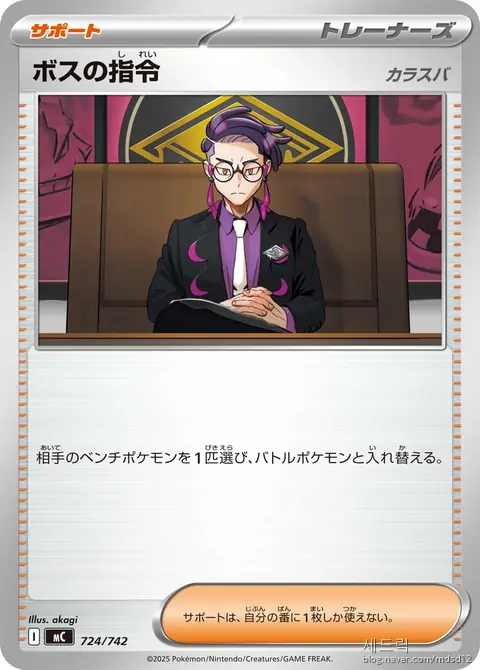 サポート
トレーナーズ
ボスの指令
しれい
カラスバ
相手のベンチポケモンを1匹選び、バトルポケモンと入れ替える。
あいて ぴきえら い か
Illus. akagi
サポートは、自分の番に1枚しか使えない。
じぶん ばん まい つか
I mC 724/742
©2025 Pokémon/Nintendo/Creatures/GAME FREAK.
세드릭
blog.naver.com/mdsd12